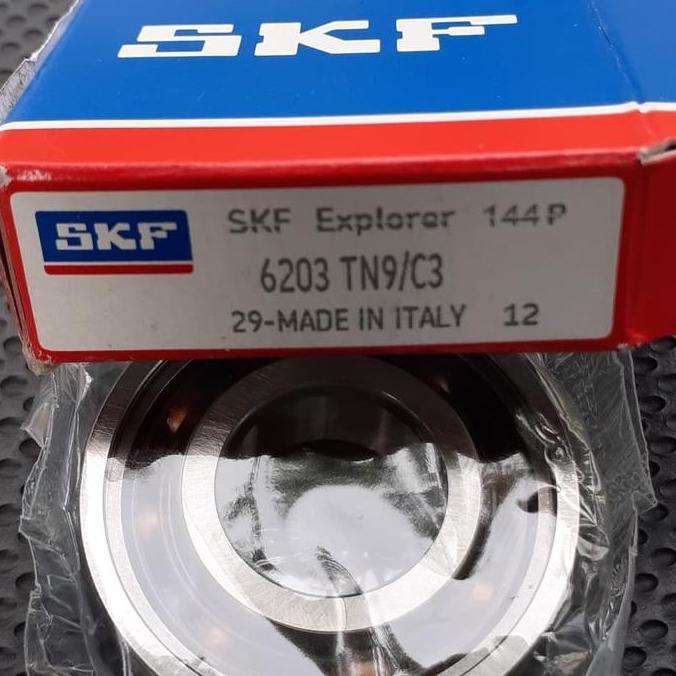 SKF
SKF
SKF Explorer 144P
6203 TN9/C3
29-MADE IN ITALY 12